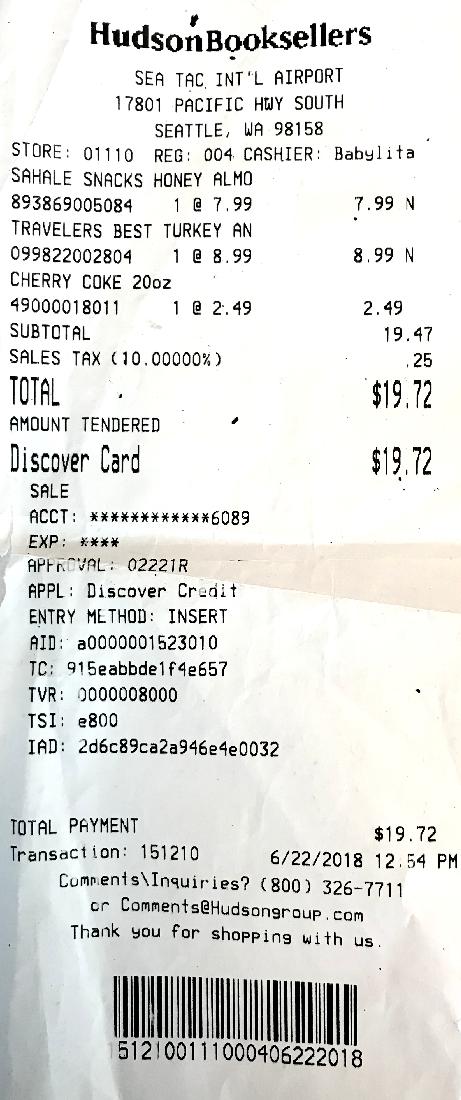 HudsonBooksellers
SEA TAC INT'L AIRPORT
17801 PACIFIC HWY SOUTH
SEATTLE, WA 98158
STORE: 01110 REG: 004 CASHIER: Babylita
SAHALE SNACKS HONEY ALMO
893869005084 1 @ 7.99 7.99 N
TRAVELERS BEST TURKEY AN
099822002804 1 @ 8.99 8.99 N
CHERRY COKE 20oz
49000018011 1 @ 2.49 2.49
SUBTOTAL 19.47
SALES TAX (10.00000%) .25
TOTAL $19.72
AMOUNT TENDERED
Discover Card $19.72
SALE
ACCT: ************6089
EXP: ****
APPROVAL: 02221R
APPL: Discover Credit
ENTRY METHOD: INSERT
AID: a0000001523010
TC: 915eabbde1f4e657
TVR: 0000008000
TSI: e800
IAD: 2d6c89ca2a946e4e0032
TOTAL PAYMENT $19.72
Transaction: 151210 6/22/2018 12:54 PM
Comments\Inquiries? (800) 326-7711
or Comments@Hudsongroup.com
Thank you for shopping with us.
1512100111000406222018